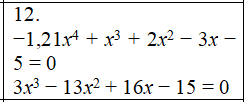 12.
−1,21x⁴ + x³ + 2x² − 3x −
5 = 0
3x³ − 13x² + 16x − 15 = 0